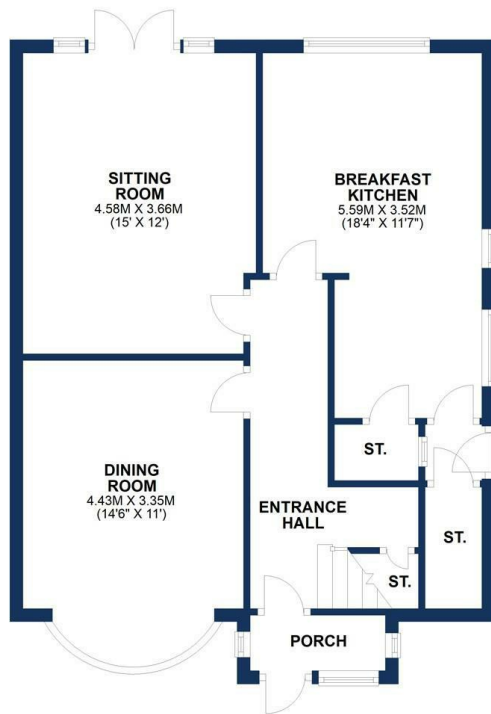 SITTING
ROOM
4.58M X 3.66M
(15' X 12')
BREAKFAST
KITCHEN
5.59M X 3.52M
(18'4" X 11'7")
DINING
ROOM
4.43M X 3.35M
(14'6" X 11')
ST.
ENTRANCE
HALL
ST.
ST.
PORCH